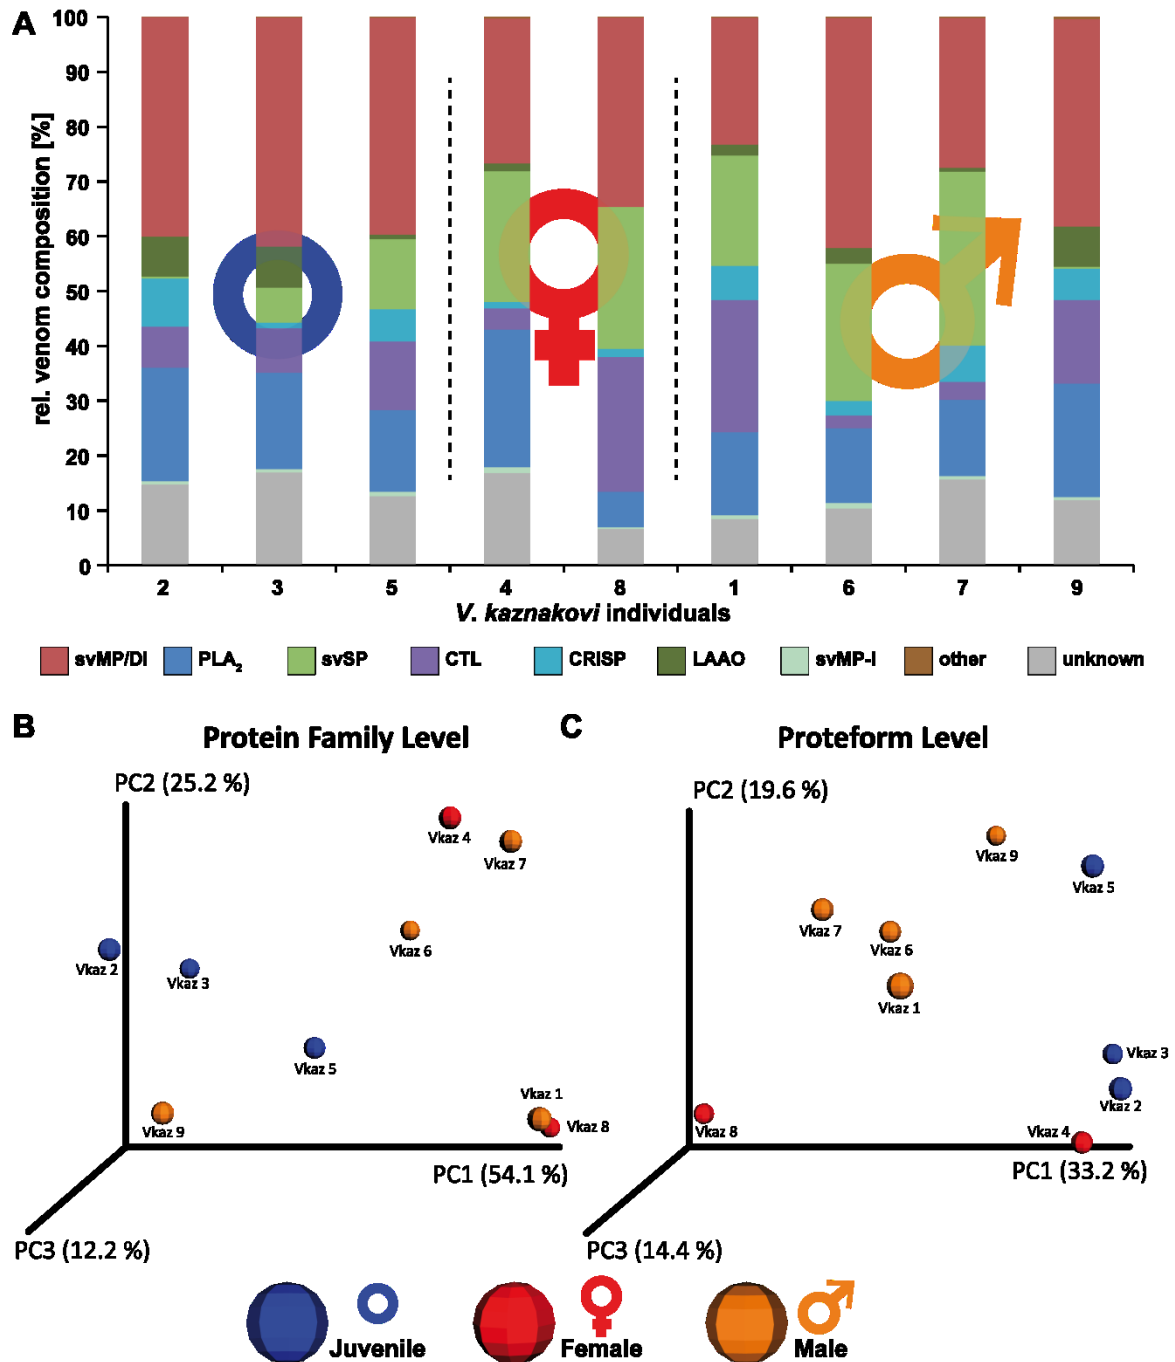 A
rel. venom composition [%]
100
90
80
70
60
50
40
30
20
10
0
2 3 5 4 8 1 6 7 9
V. kaznakovi individuals
svMP/DI PLA₂ svSP CTL CRISP LAAO svMP-I other unknown
B
Protein Family Level
PC2 (25.2 %)
Vkaz 4
Vkaz 7
Vkaz 6
Vkaz 2
Vkaz 3
Vkaz 5
Vkaz 1
Vkaz 8
Vkaz 9
PC1 (54.1 %)
PC3 (12.2 %)
C
Proteform Level
PC2 (19.6 %)
Vkaz 9
Vkaz 5
Vkaz 7
Vkaz 6
Vkaz 1
Vkaz 3
Vkaz 2
Vkaz 8
Vkaz 4
PC1 (33.2 %)
PC3 (14.4 %)
Juvenile Female Male